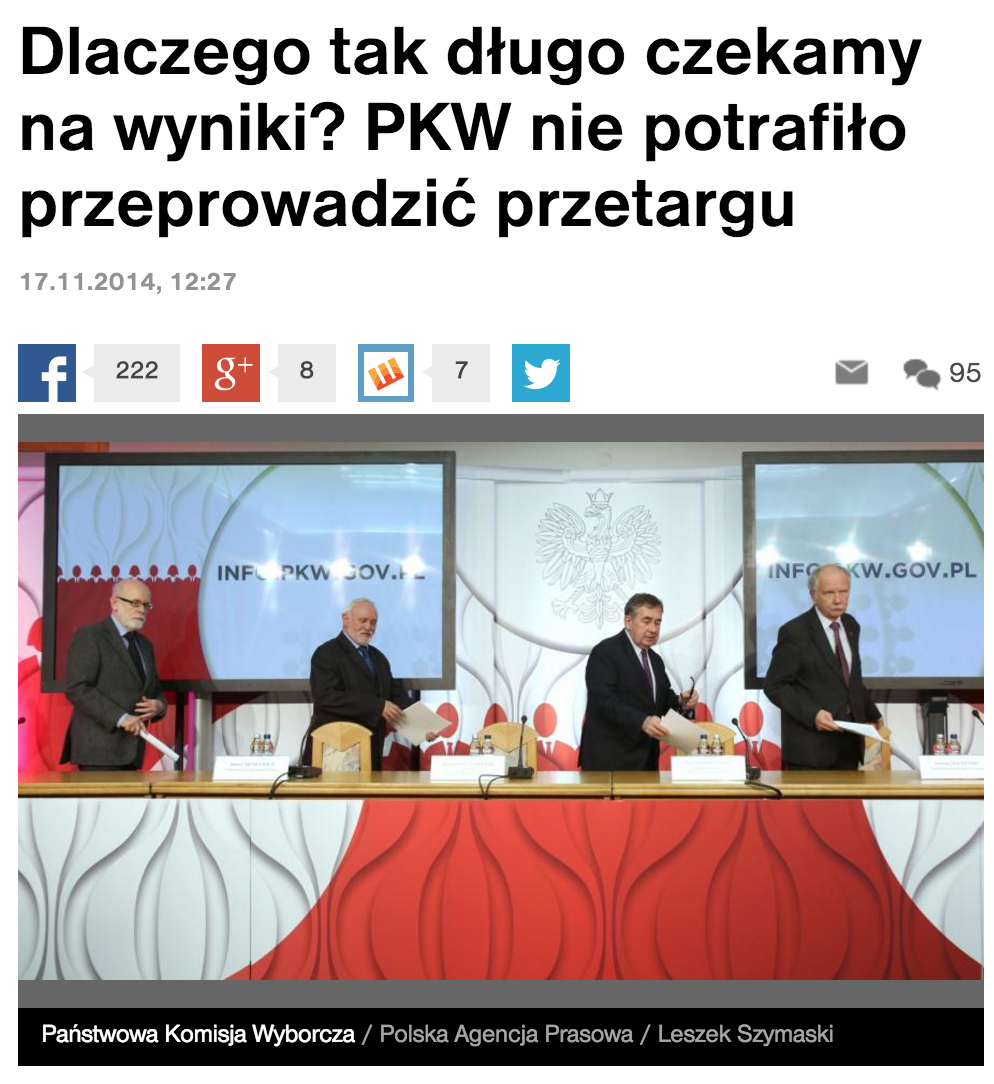 Dlaczego tak długo czekamy
na wyniki? PKW nie potrafiło
przeprowadzić przetargu
17.11.2014, 12:27
f 222 g+ 8 7 95
INFO.PKW.GOV.PL
INFO.PKW.GOV.PL
Państwowa Komisja Wyborcza / Polska Agencja Prasowa / Leszek Szymaski